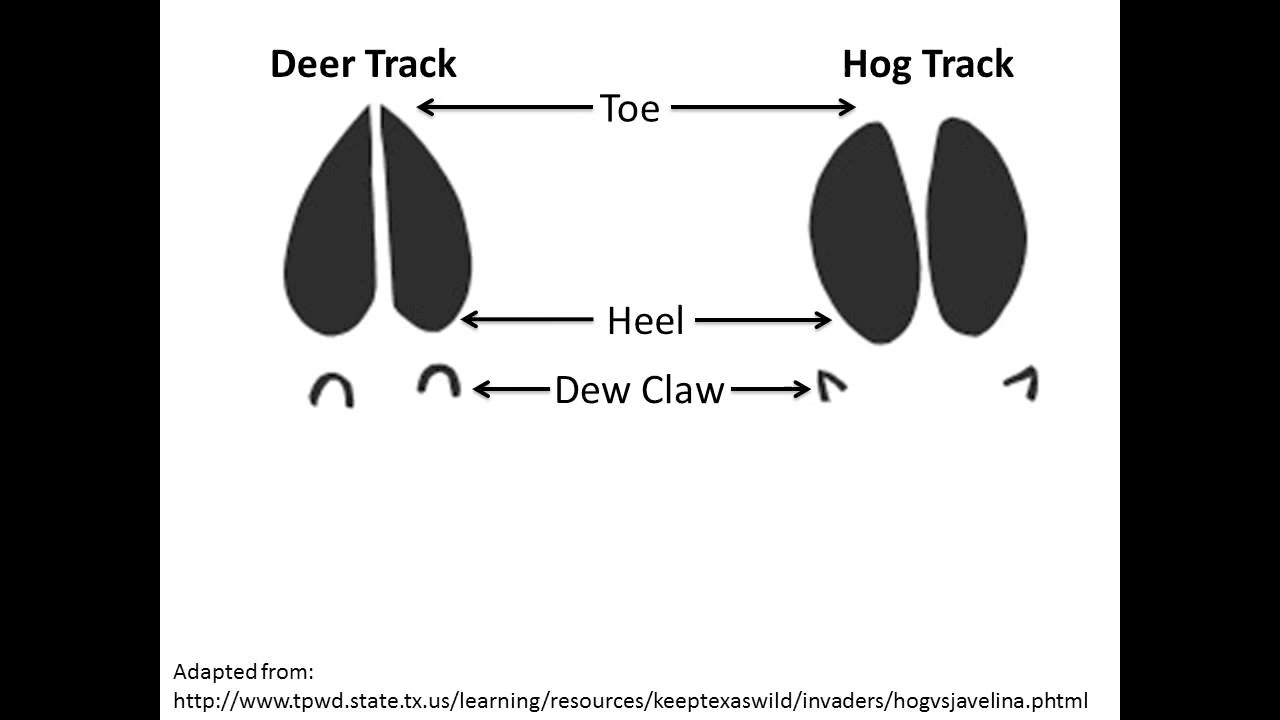 Deer Track
Hog Track
Toe
Heel
Dew Claw
Adapted from:
http://www.tpwd.state.tx.us/learning/resources/keeptexaswild/invaders/hogvsjavelina.phtml